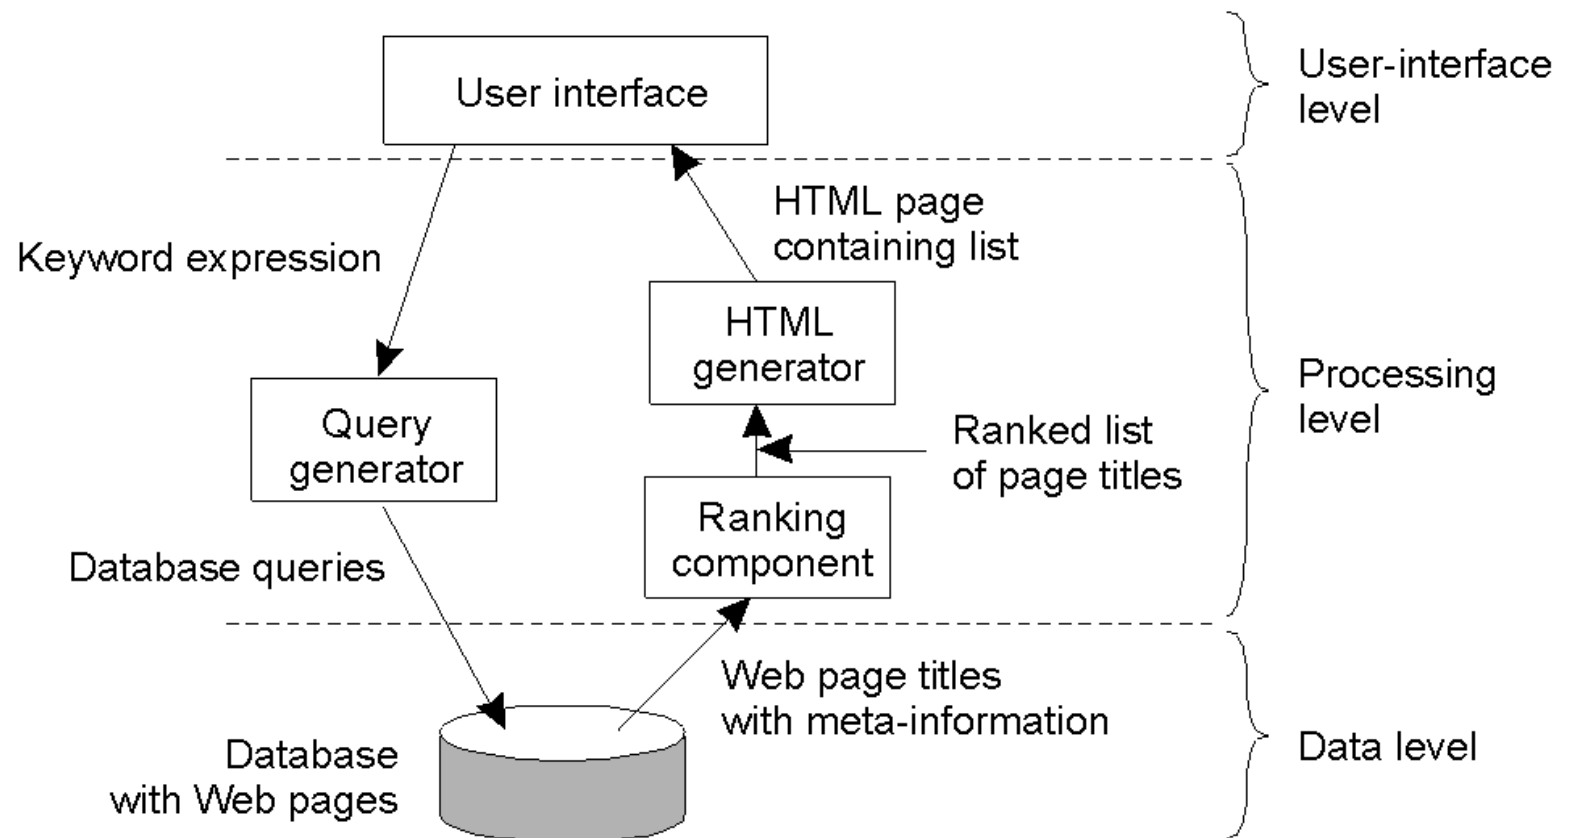 User interface
User-interface
level
HTML page
containing list
Keyword expression
HTML
generator
Processing
level
Query
generator
Ranked list
of page titles
Ranking
component
Database queries
Web page titles
with meta-information
Database
with Web pages
Data level